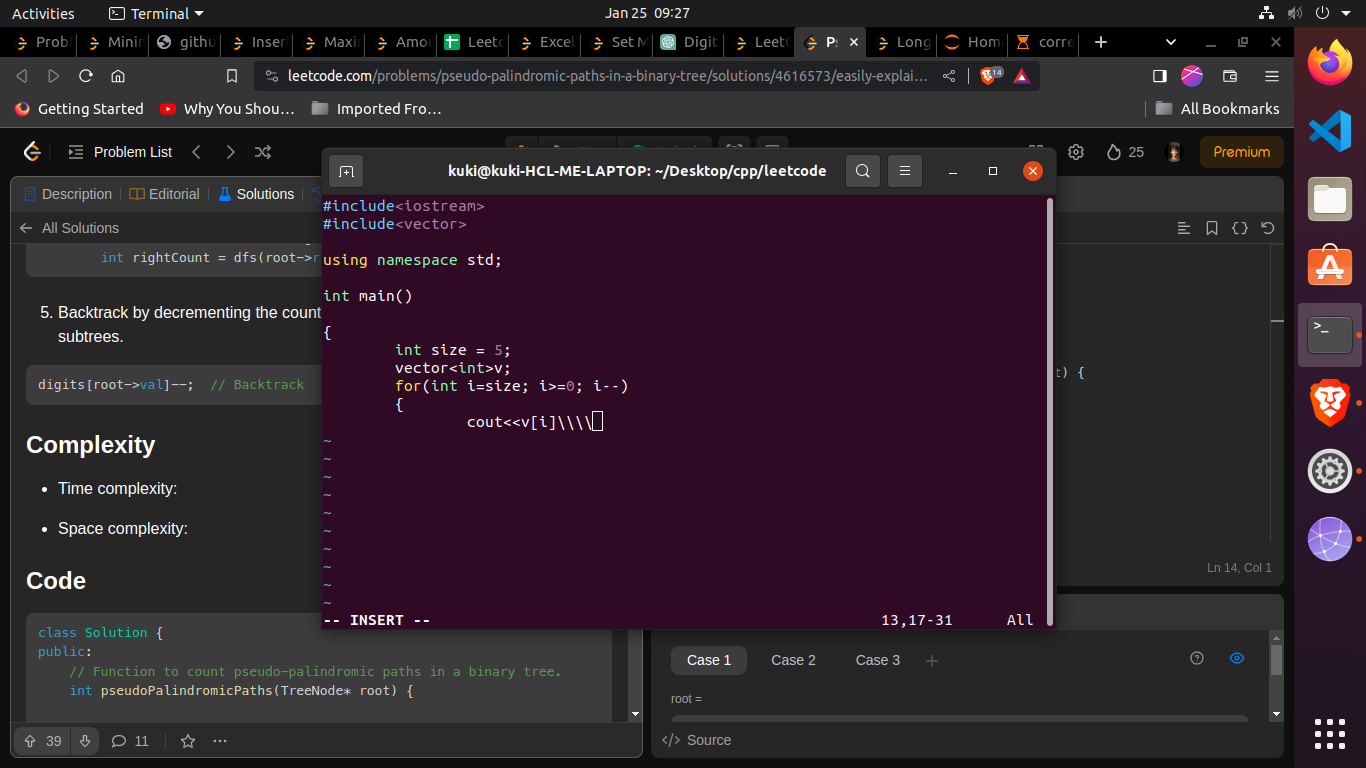 Activities
Terminal
Jan 25 09:27
Probl
Minir
githu
Inser
Maxi
Amou
Leetc
Excel
Set M
Digit
LeetC
Ps
Long
Hom
corre
leetcode.com/problems/pseudo-palindromic-paths-in-a-binary-tree/solutions/4616573/easily-explai…
14
Getting Started
Why You Shou…
Imported Fro…
All Bookmarks
Problem List
25
Premium
Description
Editorial
Solutions
All Solutions
int rightCount = dfs(root->r
5. Backtrack by decrementing the count
subtrees.
digits[root->val]--; // Backtrack
Complexity
• Time complexity:
• Space complexity:
Code
class Solution {
public:
// Function to count pseudo-palindromic paths in a binary tree.
int pseudoPalindromicPaths(TreeNode* root) {
39
11
kuki@kuki-HCL-ME-LAPTOP: ~/Desktop/cpp/leetcode
#include<iostream>
#include<vector>
using namespace std;
int main()
{
int size = 5;
vector<int>v;
for(int i=size; i>=0; i--)
{
cout<<v[i]\\\\
~
~
~
~
~
~
~
~
~
~
-- INSERT --
13,17-31
All
t) {
Ln 14, Col 1
Case 1
Case 2
Case 3
root =
Source